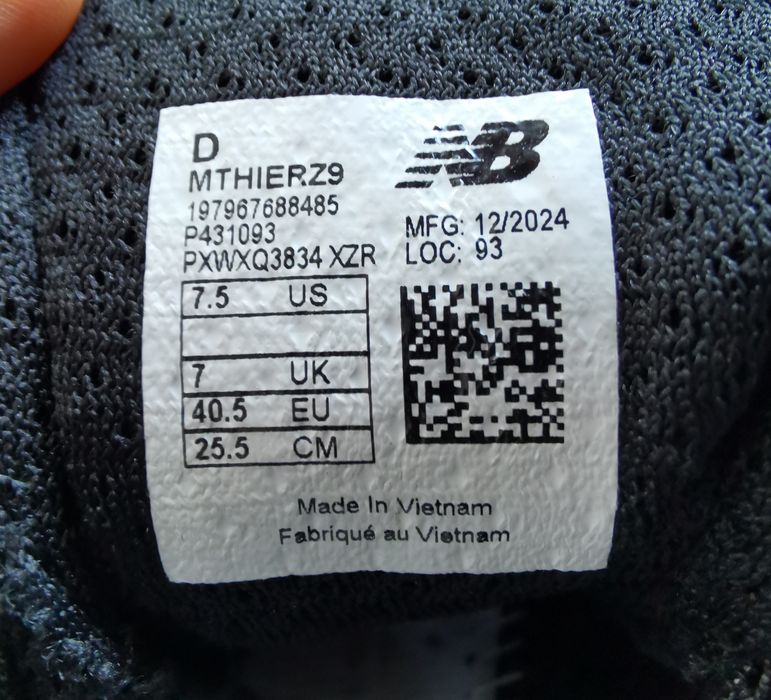 D
MTHIERZ9
197967688485
P431093
PXWXQ3834 XZR
NB
MFG: 12/2024
LOC: 93
7.5 US
7 UK
40.5 EU
25.5 CM
Made In Vietnam
Fabriqué au Vietnam